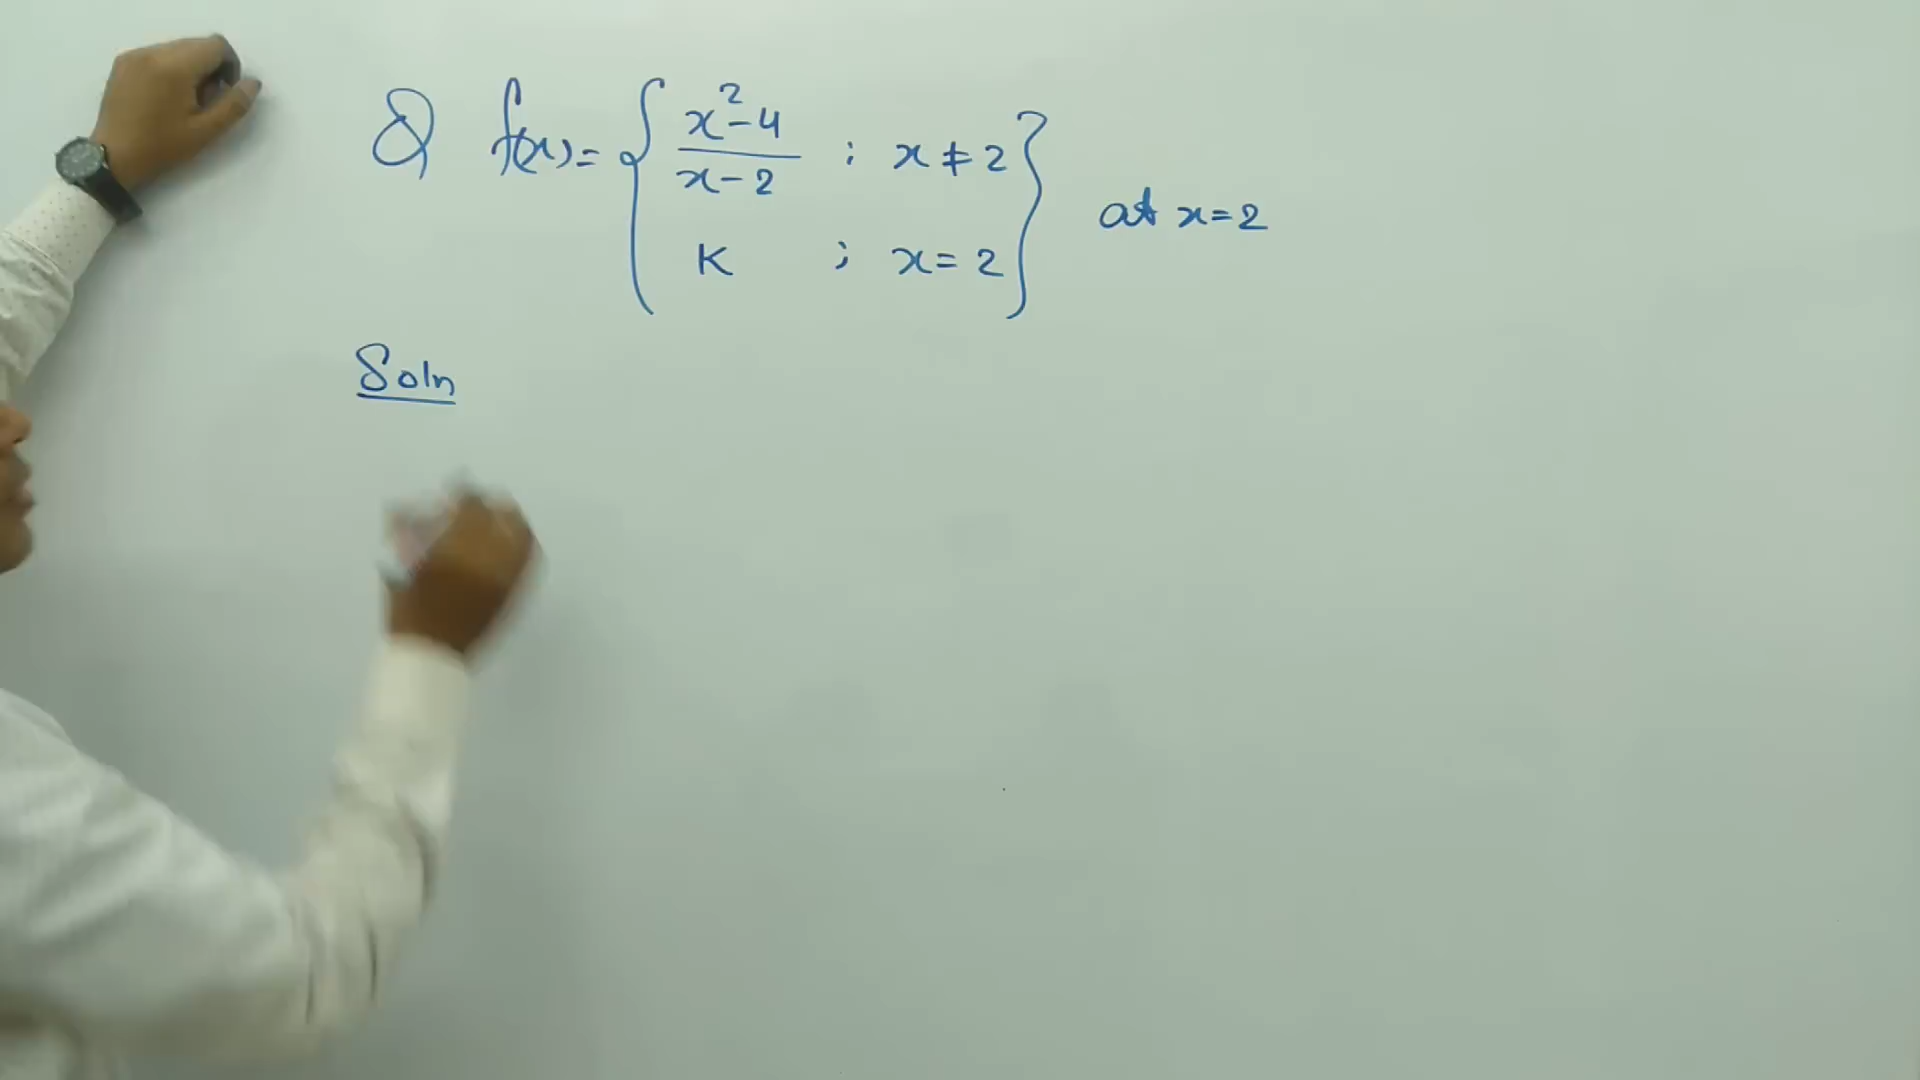 Q f(x) = { x²-4 / x-2 ; x ≠ 2
K ; x = 2 } at x = 2
Soln